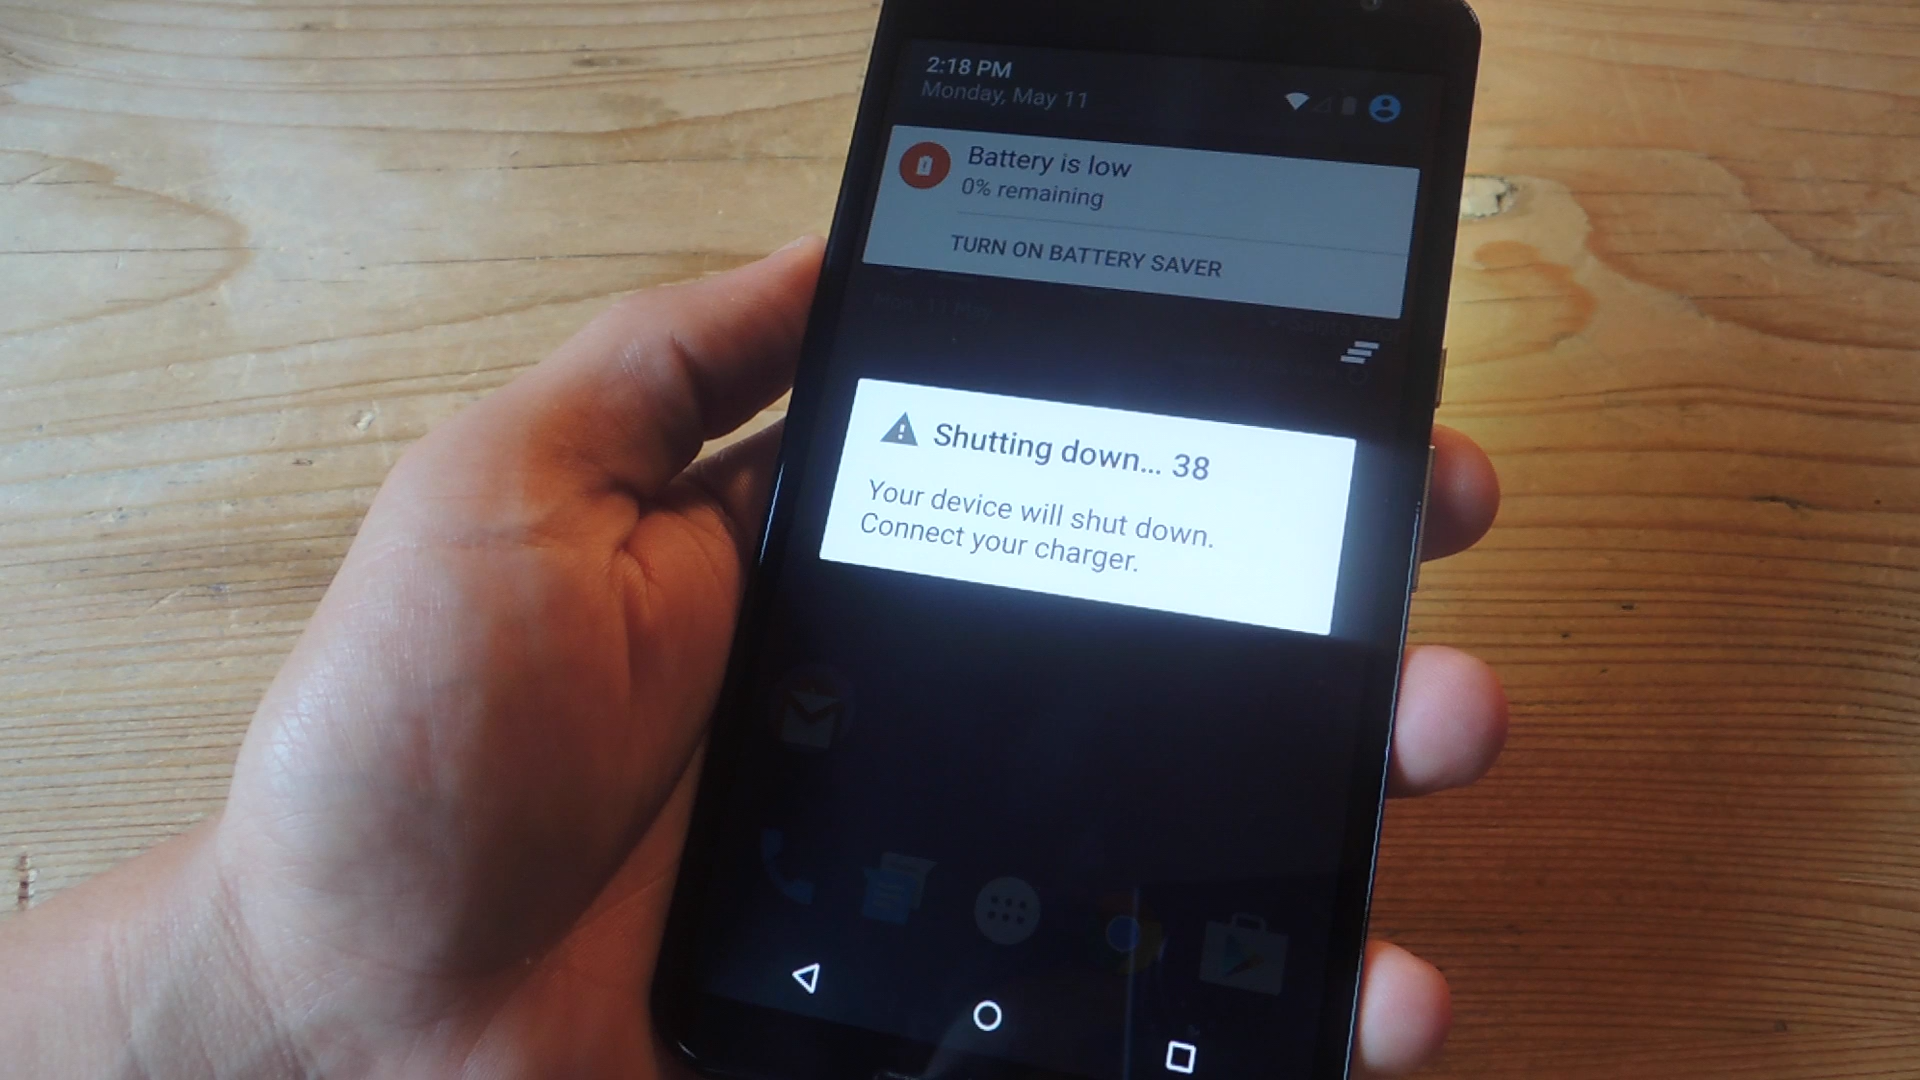 2:18 PM
Monday, May 11
Battery is low
0% remaining
TURN ON BATTERY SAVER
Shutting down... 38
Your device will shut down.
Connect your charger.